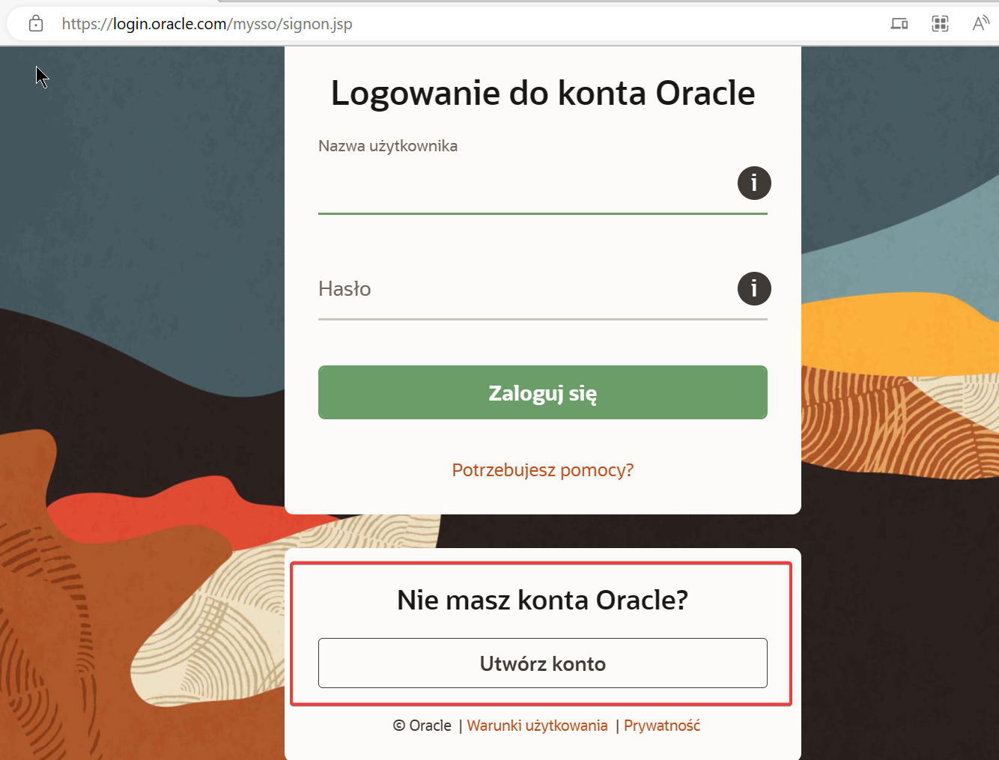 https://login.oracle.com/mysso/signon.jsp
Logowanie do konta Oracle
Nazwa użytkownika
Hasło
Zaloguj się
Potrzebujesz pomocy?
Nie masz konta Oracle?
Utwórz konto
© Oracle | Warunki użytkowania | Prywatność